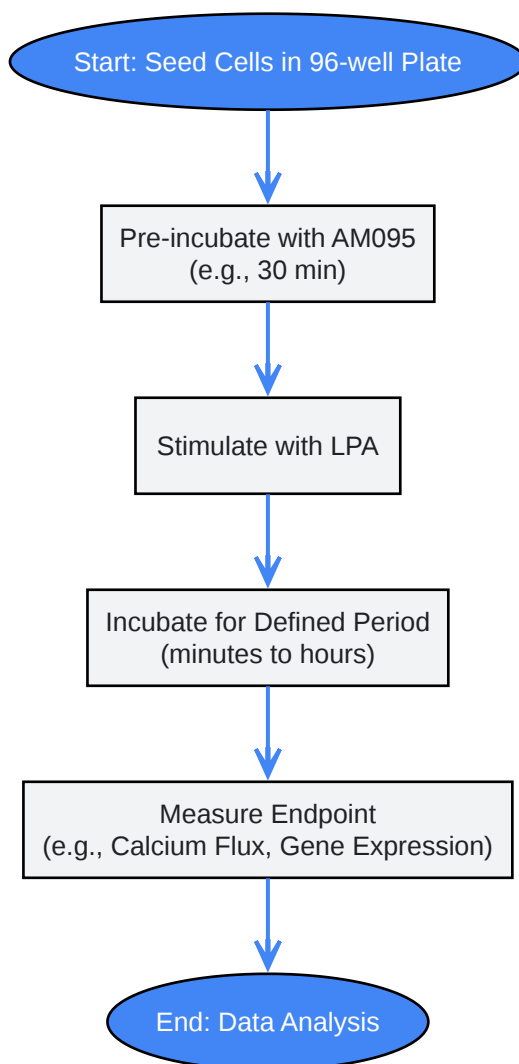 Start: Seed Cells in 96-well Plate
Pre-incubate with AM095
(e.g., 30 min)
Stimulate with LPA
Incubate for Defined Period
(minutes to hours)
Measure Endpoint
(e.g., Calcium Flux, Gene Expression)
End: Data Analysis